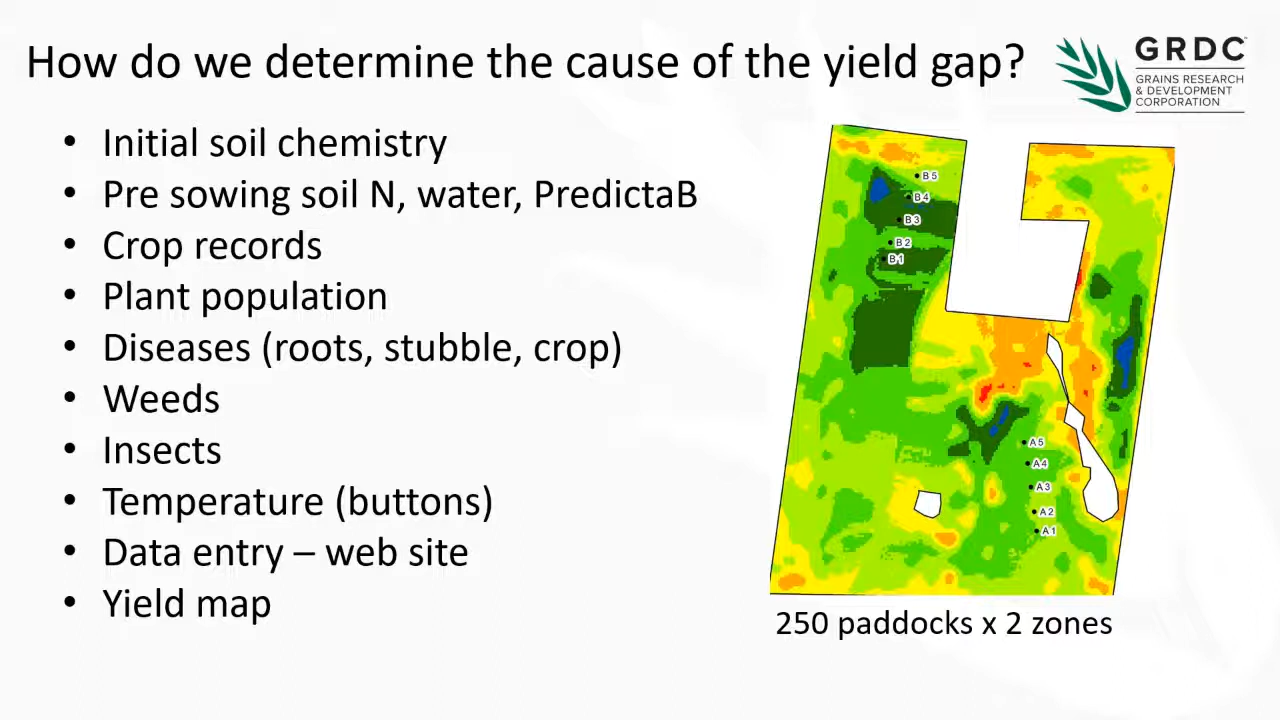 How do we determine the cause of the yield gap?
GRDC
GRAINS RESEARCH
& DEVELOPMENT
CORPORATION
• Initial soil chemistry
• Pre sowing soil N, water, PredictaB
• Crop records
• Plant population
• Diseases (roots, stubble, crop)
• Weeds
• Insects
• Temperature (buttons)
• Data entry – web site
• Yield map
B5
B4
B3
B2
B1
A5
A4
A3
A2
A1
250 paddocks x 2 zones